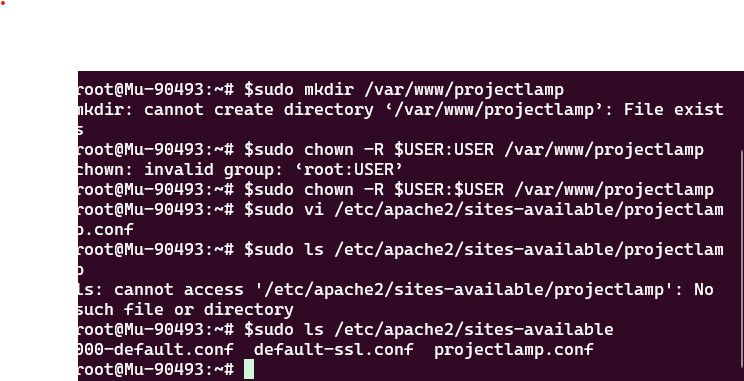 root@Mu-90493:~# $sudo mkdir /var/www/projectlamp
mkdir: cannot create directory ‘/var/www/projectlamp’: File exist
s
root@Mu-90493:~# $sudo chown -R $USER:USER /var/www/projectlamp
chown: invalid group: ‘root:USER’
root@Mu-90493:~# $sudo chown -R $USER:$USER /var/www/projectlamp
root@Mu-90493:~# $sudo vi /etc/apache2/sites-available/projectlam
p.conf
root@Mu-90493:~# $sudo ls /etc/apache2/sites-available/projectlam
p
ls: cannot access '/etc/apache2/sites-available/projectlamp': No
such file or directory
root@Mu-90493:~# $sudo ls /etc/apache2/sites-available
000-default.conf  default-ssl.conf  projectlamp.conf
root@Mu-90493:~#